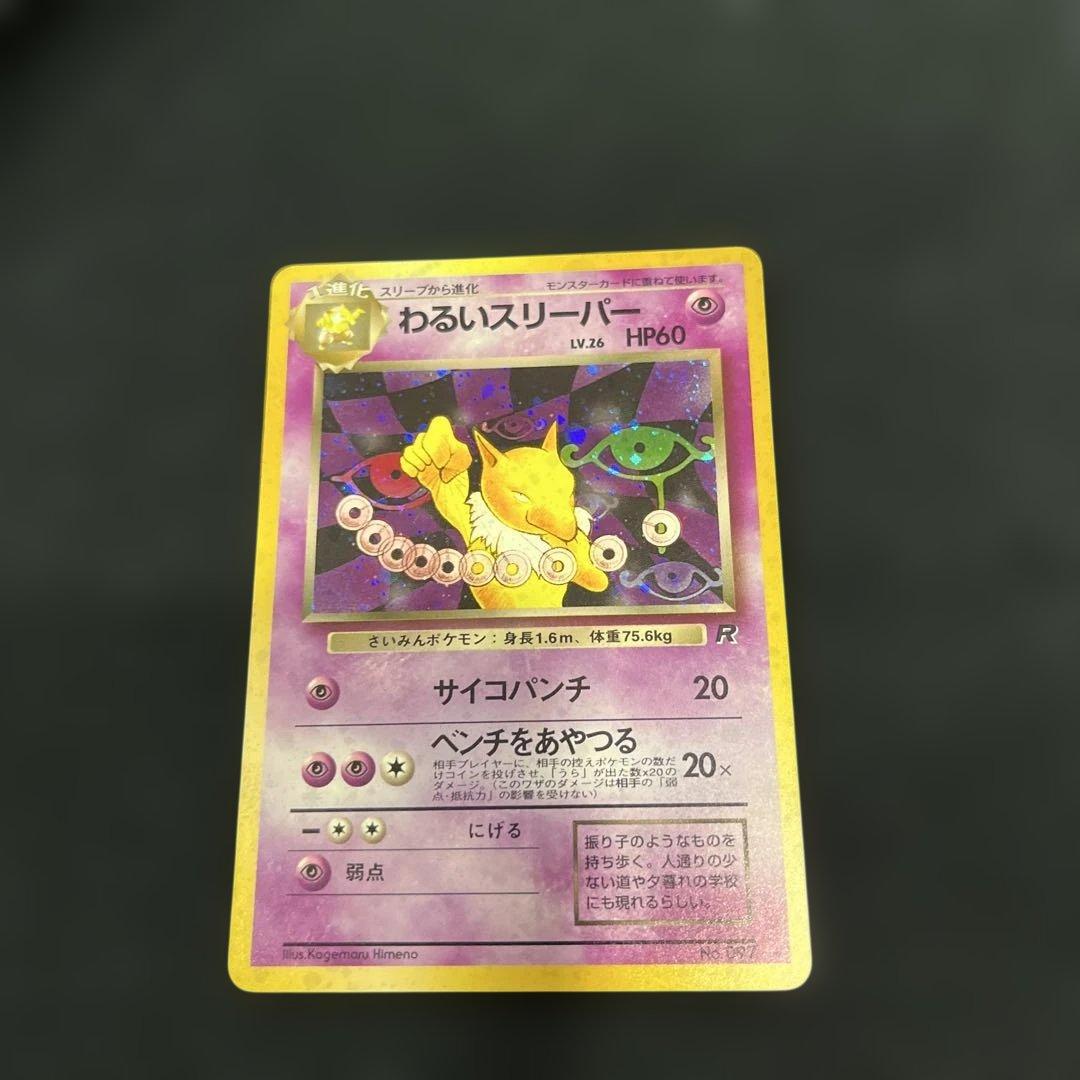 1進化 スリープから進化 モンスターカードに重ねて使います。
わるいスリーパー
LV.26 HP60
さいみんポケモン：身長1.6m、体重75.6kg R
サイコパンチ 20
ベンチをあやつる
相手プレイヤーに、相手の控えポケモンの数だ
けコインを投げさせ、「うら」が出た数x20の
ダメージ。（このワザのダメージは相手の「弱
点・抵抗力」の影響を受けない）
20×
ー にげる
弱点
振り子のようなものを
持ち歩く。人通りの少
ない道や夕暮れの学校
にも現れるらしい。
Illus.Kagemaru Himeno No.097